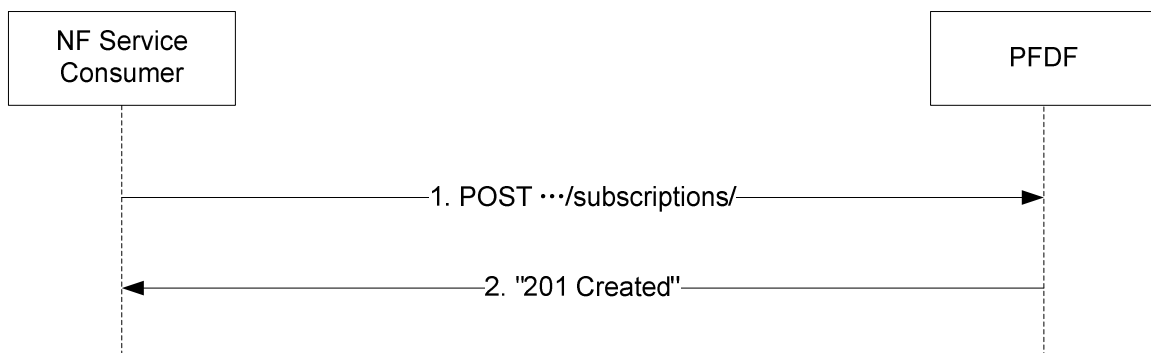 NF Service
Consumer
PFDF
1. POST ···/subscriptions/
2. "201 Created"